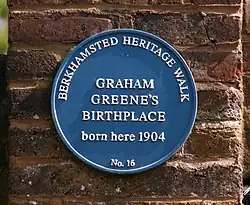 BERKHAMSTED HERITAGE WALK
GRAHAM
GREENE'S
BIRTHPLACE
born here 1904
No. 16